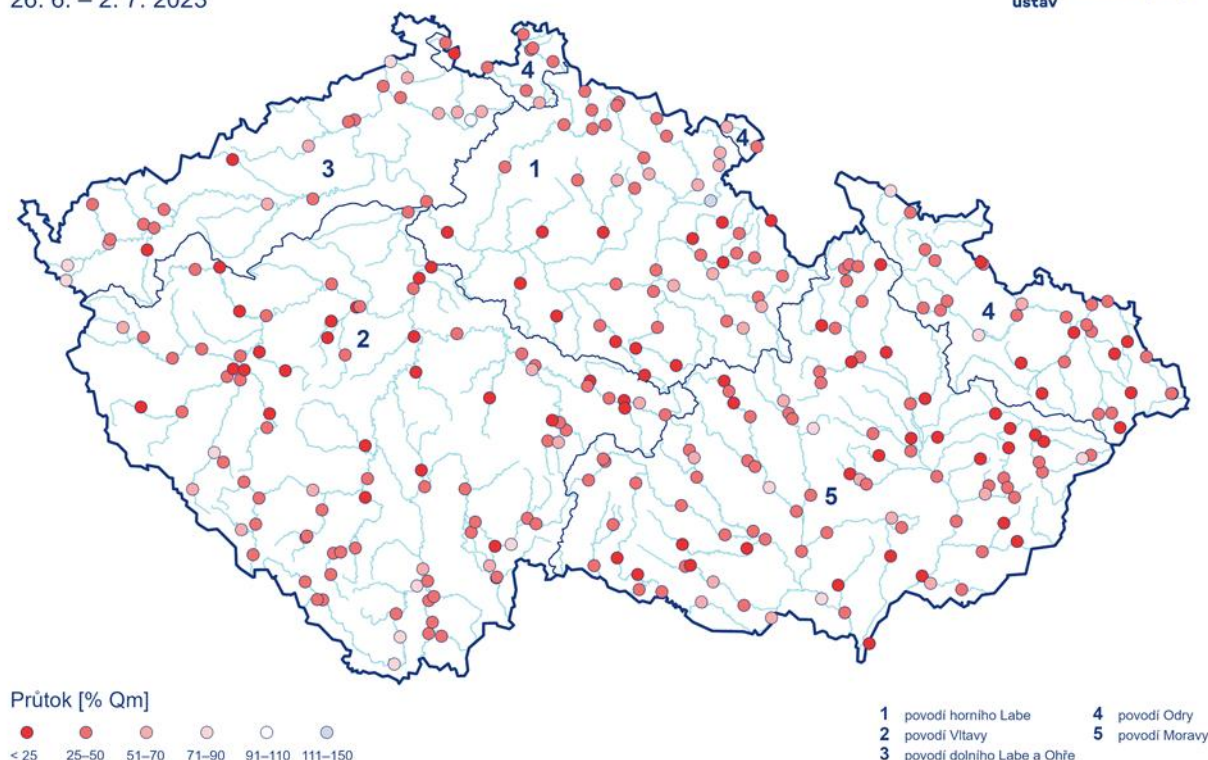 26. 6. – 2. 7. 2023
ústav
4
4
3
1
2
4
5
Průtok [% Qm]
< 25 25–50 51–70 71–90 91–110 111–150
1 povodí horního Labe
2 povodí Vltavy
3 povodí dolního Labe a Ohře
4 povodí Odry
5 povodí Moravy